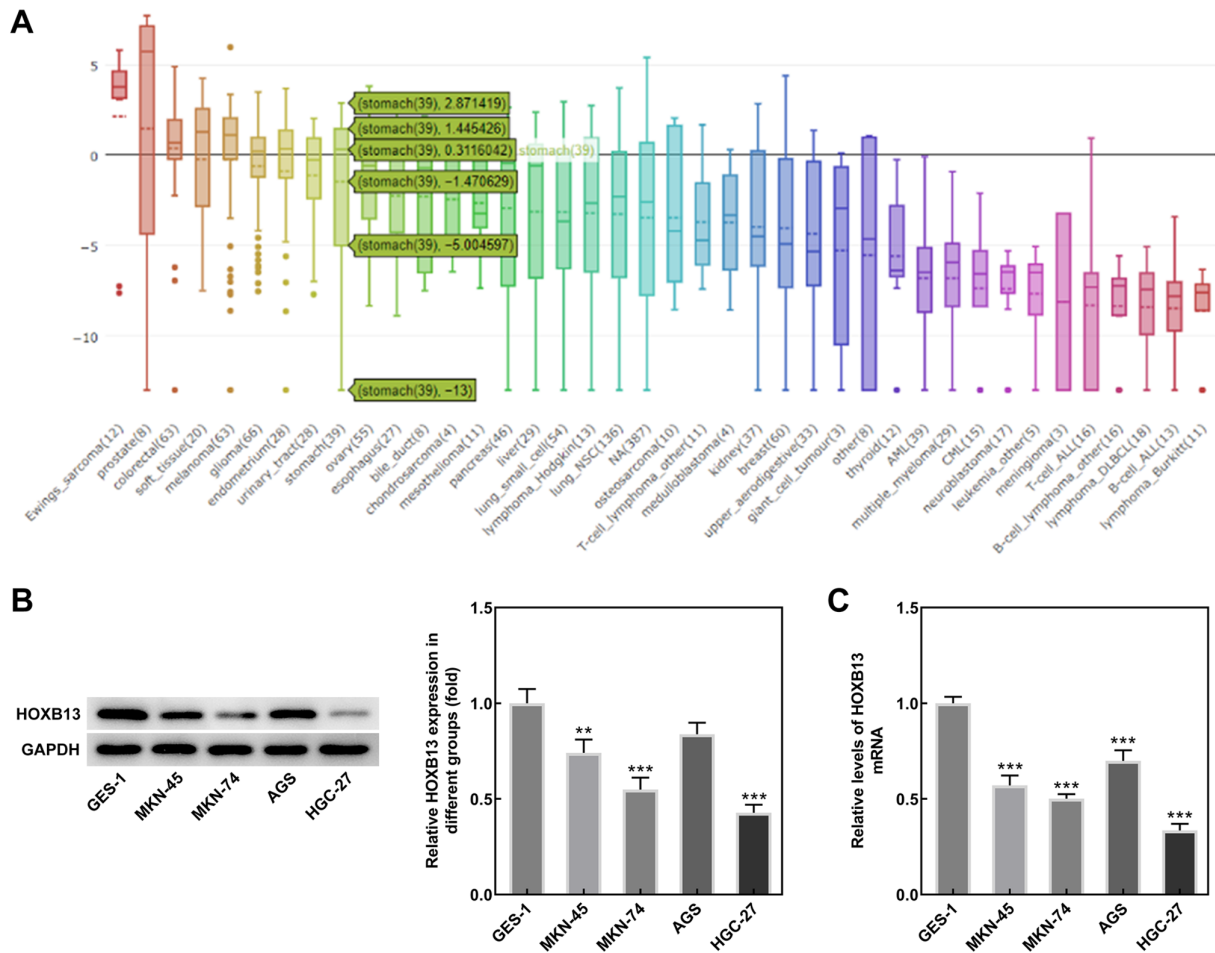 A
5
0
−5
−10
(stomach(39), 2.871419)
(stomach(39), 1.445426)
(stomach(39), 0.3116042)
stomach(39)
(stomach(39), −1.470629)
(stomach(39), −5.004597)
(stomach(39), −13)
Ewings_sarcoma(12)
prostate(8)
colorectal(63)
soft_tissue(20)
melanoma(63)
glioma(66)
endometrium(28)
urinary_tract(28)
stomach(39)
ovary(55)
esophagus(27)
bile_duct(8)
chondrosarcoma(4)
mesothelioma(11)
pancreas(46)
liver(29)
lung_small_cell(54)
lymphoma_Hodgkin(13)
lung_NSC(136)
NA(387)
osteosarcoma(10)
T-cell_lymphoma_other(11)
medulloblastoma(4)
kidney(37)
breast(60)
upper_aerodigestive(33)
giant_cell_tumour(3)
other(8)
thyroid(12)
AML(39)
multiple_myeloma(29)
CML(15)
neuroblastoma(17)
leukemia_other(5)
meningioma(3)
T-cell_ALL(16)
B-cell_lymphoma_other(16)
lymphoma_DLBCL(18)
B-cell_ALL(13)
lymphoma_Burkitt(11)
B
HOXB13
GAPDH
GES-1
MKN-45
MKN-74
AGS
HGC-27
Relative HOXB13 expression in
different groups (fold)
1.5
1.0
0.5
0.0
**
***
***
GES-1
MKN-45
MKN-74
AGS
HGC-27
C
Relative levels of HOXB13
mRNA
1.5
1.0
0.5
0.0
***
***
***
***
GES-1
MKN-45
MKN-74
AGS
HGC-27